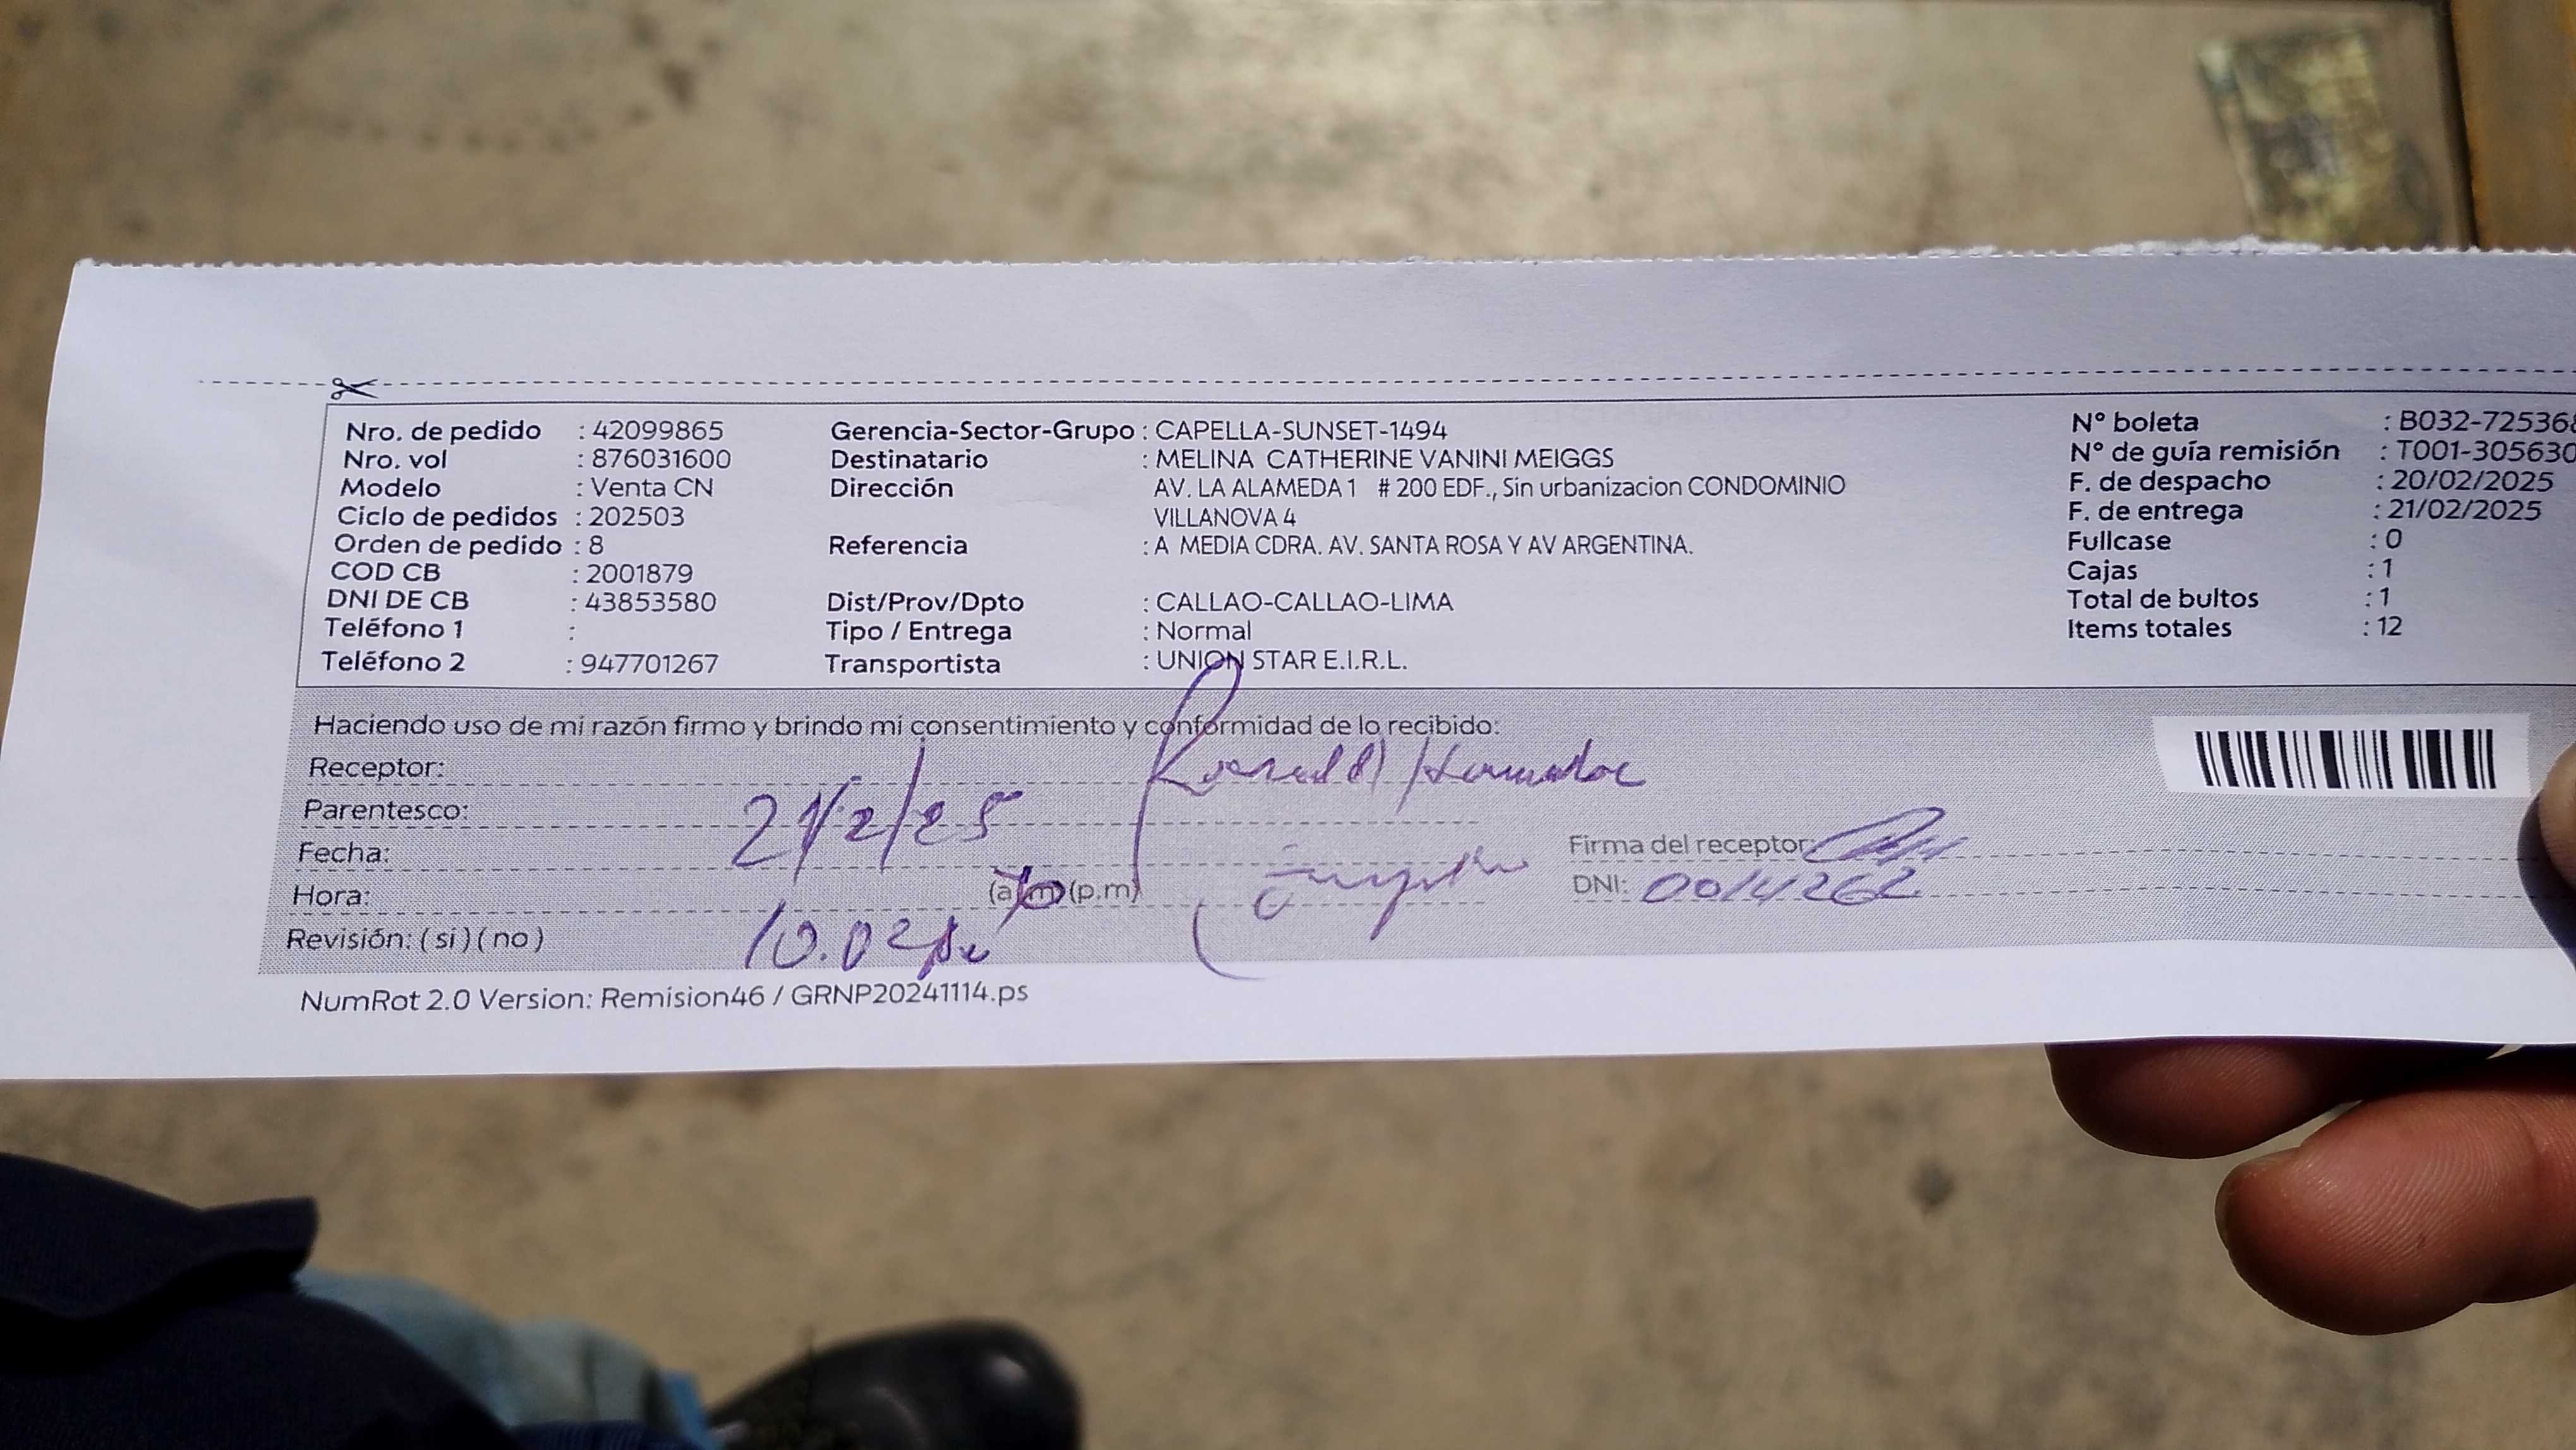 Nro. de pedido : 42099865
Nro. vol : 876031600
Modelo : Venta CN
Ciclo de pedidos : 202503
Orden de pedido : 8
COD CB : 2001879
DNI DE CB : 43853580
Teléfono 1 :
Teléfono 2 : 947701267
Gerencia-Sector-Grupo : CAPELLA-SUNSET-1494
Destinatario : MELINA CATHERINE VANINI MEIGGS
Dirección AV. LA ALAMEDA 1 # 200 EDF., Sin urbanizacion CONDOMINIO
VILLANOVA 4
Referencia : A MEDIA CDRA. AV. SANTA ROSA Y AV ARGENTINA.
Dist/Prov/Dpto : CALLAO-CALLAO-LIMA
Tipo / Entrega : Normal
Transportista : UNION STAR E.I.R.L.
N° boleta : B032-72536
N° de guía remisión : T001-305630
F. de despacho : 20/02/2025
F. de entrega : 21/02/2025
Fullcase : 0
Cajas : 1
Total de bultos : 1
Items totales : 12
Haciendo uso de mi razón firmo y brindo mi consentimiento y conformidad de lo recibido:
Receptor:
Parentesco:
Fecha: 21/2/25
Hora: (a.m) (p.m)
10.02
Revisión: ( si ) ( no )
Firma del receptor:
DNI: 0014262
NumRot 2.0 Version: Remision46 / GRNP20241114.ps